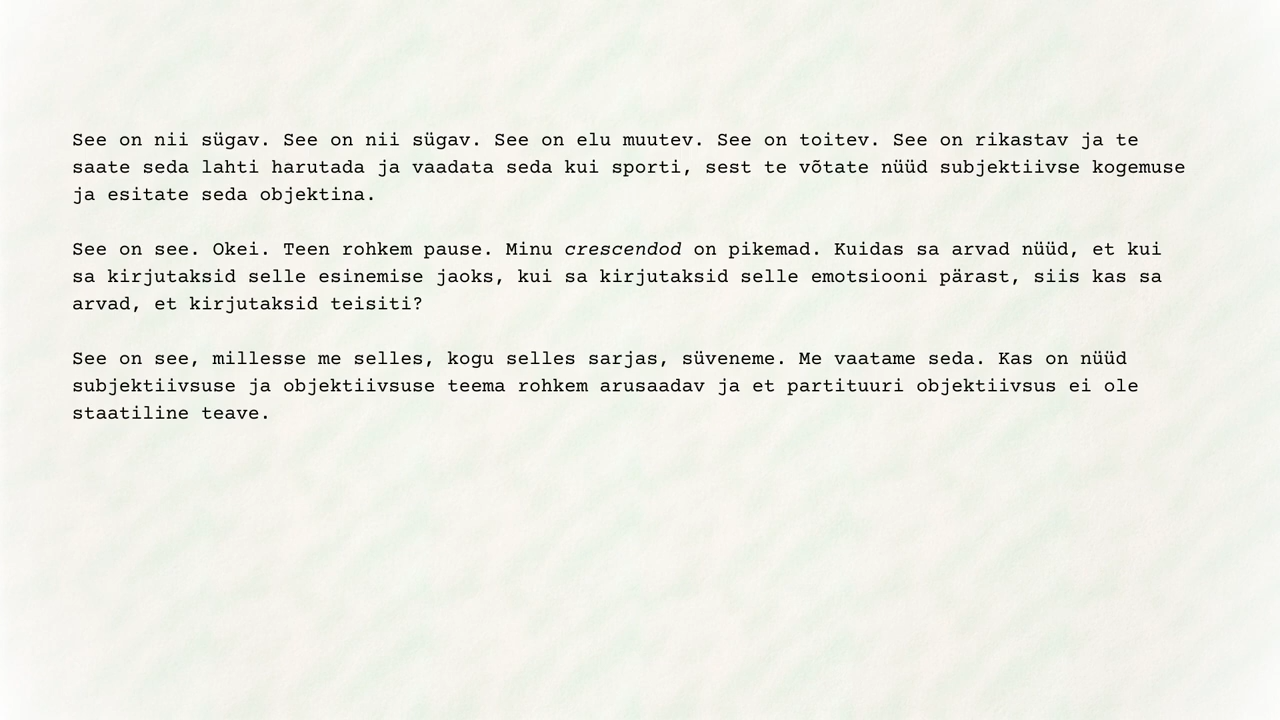 See on nii sügav. See on nii sügav. See on elu muutev. See on toitev. See on rikastav ja te
saate seda lahti harutada ja vaadata seda kui sporti, sest te võtate nüüd subjektiivse kogemuse
ja esitate seda objektina.
See on see. Okei. Teen rohkem pause. Minu crescendod on pikemad. Kuidas sa arvad nüüd, et kui
sa kirjutaksid selle esinemise jaoks, kui sa kirjutaksid selle emotsiooni pärast, siis kas sa
arvad, et kirjutaksid teisiti?
See on see, millesse me selles, kogu selles sarjas, süveneme. Me vaatame seda. Kas on nüüd
subjektiivsuse ja objektiivsuse teema rohkem arusaadav ja et partituuri objektiivsus ei ole
staatiline teave.